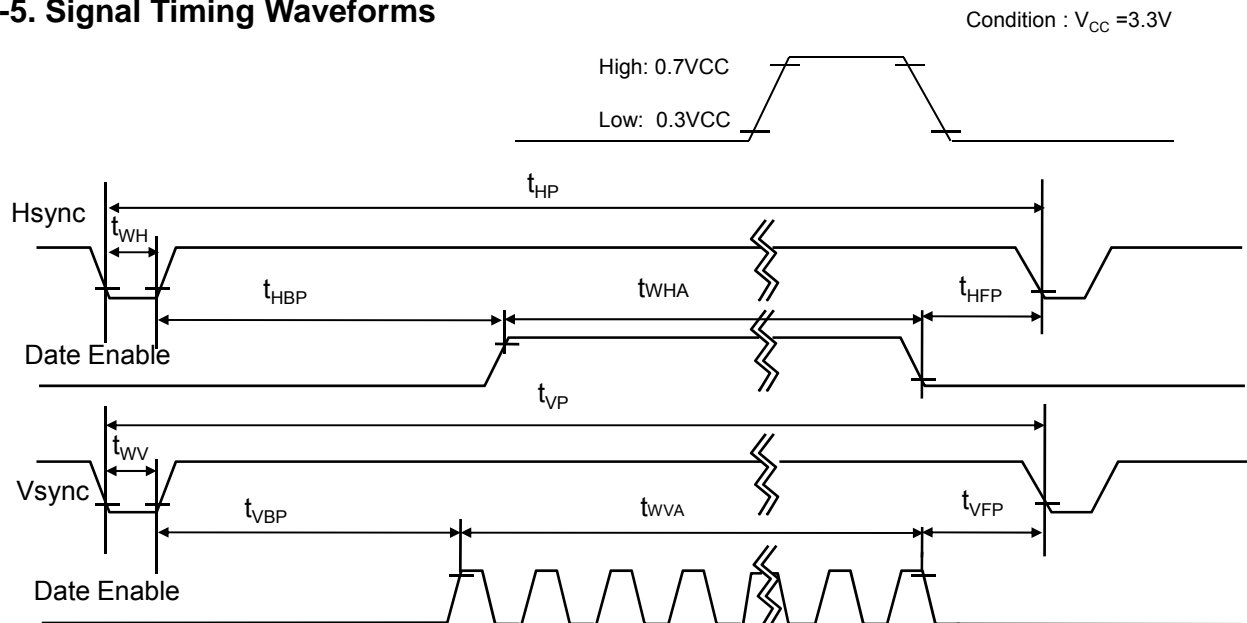 -5. Signal Timing Waveforms
Condition : VCC =3.3V
High: 0.7VCC
Low: 0.3VCC
tHP
Hsync
tWH
tHBP
tWHA
tHFP
Date Enable
tVP
tWV
Vsync
tVBP
tWVA
tVFP
Date Enable